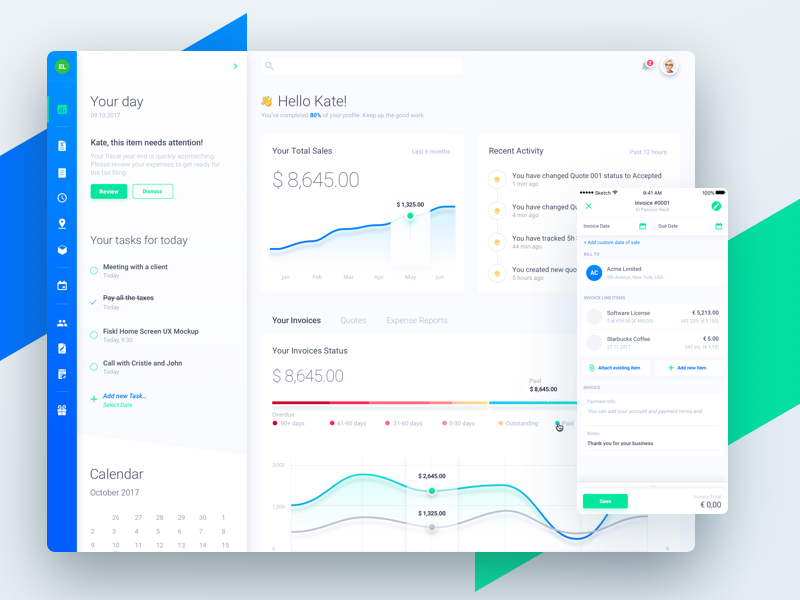 EL
Your day
09.10.2017
Kate, this item needs attention!
Your fiscal year end is quickly approaching.
Please review your expenses to get ready for
the tax filing.
Review
Dismiss
Your tasks for today
Meeting with a client
Today
Pay all the taxes
Today
Fiskl Home Screen UX Mockup
Today, 9:30
Call with Cristie and John
Today
Add new Task...
Select Date
Calendar
October 2017
26 27 28 29 30 1
2 3 4 5 6 7 8
9 10 11 12 13 14 15
2
Hello Kate!
You've completed 80% of your profile. Keep up the good work
Your Total Sales
Last 6 months
$ 8,645.00
$ 1,325.00
Jan Feb Mar Apr May Jun
Recent Activity
Past 12 hours
You have changed Quote 001 status to Accepted
1 min ago
You have changed Qu
44 min ago
You have tracked 5h
44 min ago
You created new quo
5 hours ago
Your Invoices
Quotes
Expense Reports
Your Invoices Status
$ 8,645.00
Paid
$ 8,645.00
Overdue
90+ days
61-90 days
31-60 days
0-30 days
Outstanding
Paid
3,000
1,500
0
$ 2,645.00
$ 1,325.00
0
Sketch
9:41 AM
100%
Invoice #0001
El Passion Next
Invoice Date
Due Date
+ Add custom date of sale
BILL TO
AC
Acme Limited
5th Avenue, New York, USA
INVOICE LINE ITEMS
Software License
€ 5,213.00
Starbucks Coffee
€ 5.00
27.11.2017
Attach existing item
Add new item
INVOICE
Payment Info
You can add your account and payment terms and
Notes
Thank you for your business
Save
Invoice Total
€ 0,00